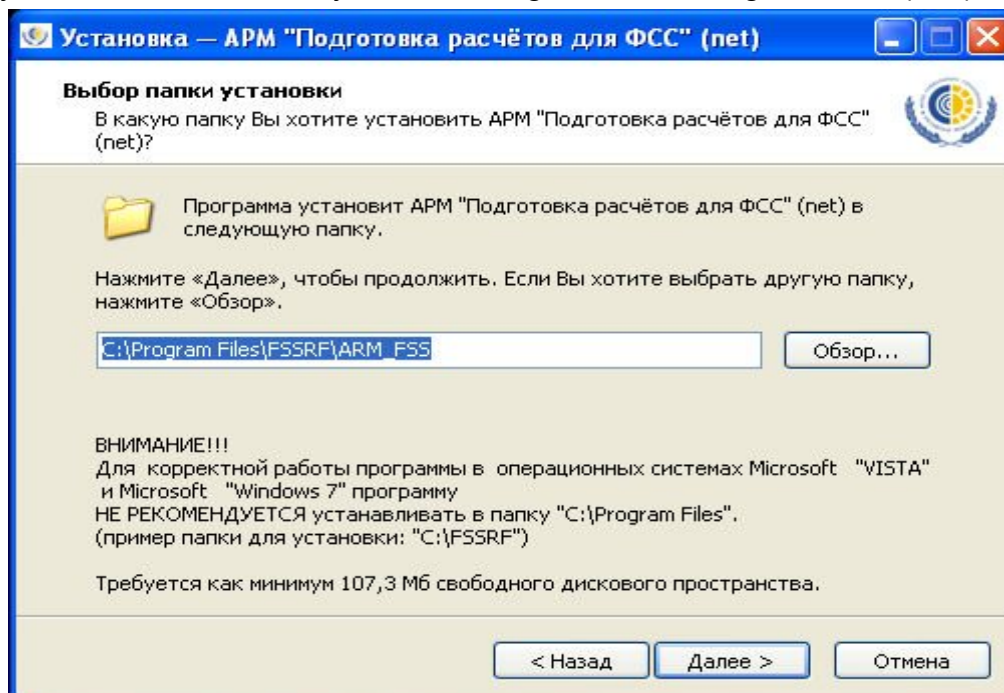 Установка — АРМ "Подготовка расчётов для ФСС" (net)
Выбор папки установки
В какую папку Вы хотите установить АРМ "Подготовка расчётов для ФСС"
(net)?
Программа установит АРМ "Подготовка расчётов для ФСС" (net) в
следующую папку.
Нажмите «Далее», чтобы продолжить. Если Вы хотите выбрать другую папку,
нажмите «Обзор».
C:\Program Files\FSSRF\ARM_FSS
Обзор...
ВНИМАНИЕ!!!
Для корректной работы программы в операционных системах Microsoft "VISTA"
и Microsoft "Windows 7" программу
НЕ РЕКОМЕНДУЕТСЯ устанавливать в папку "C:\Program Files".
(пример папки для установки: "C:\FSSRF")
Требуется как минимум 107,3 Мб свободного дискового пространства.
< Назад
Далее >
Отмена